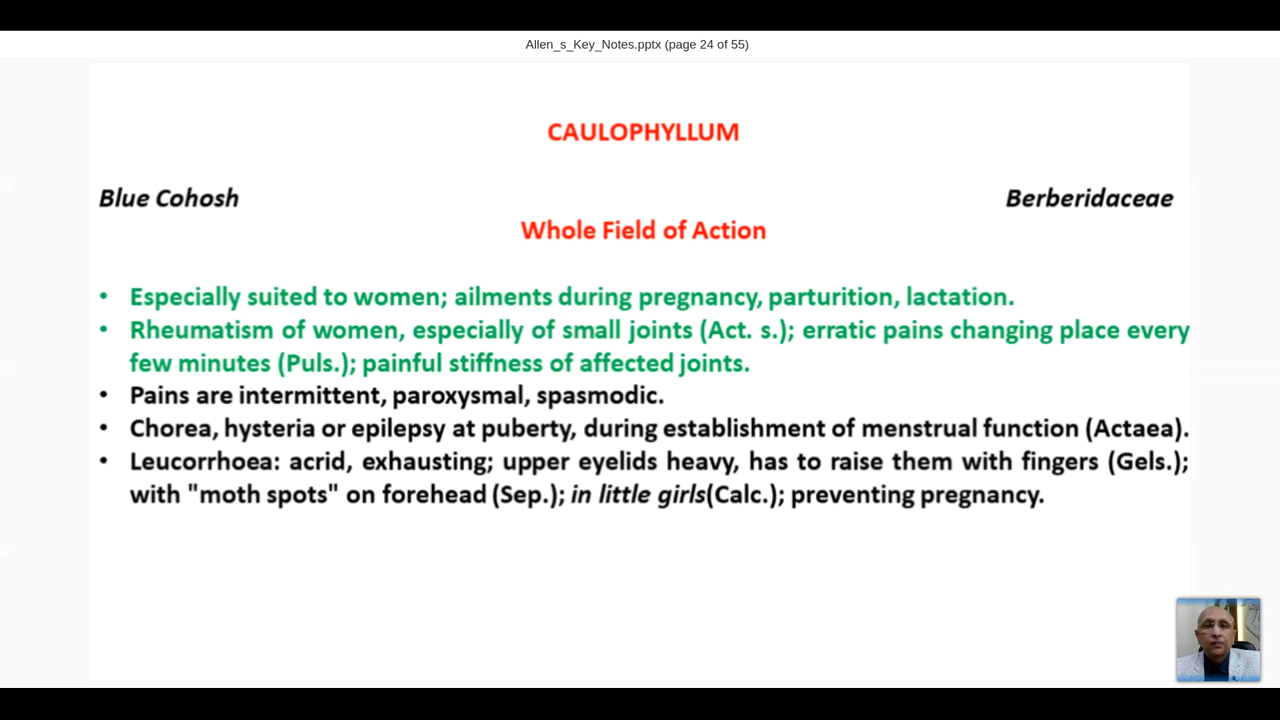 Allen_s_Key_Notes.pptx (page 24 of 55)
CAULOPHYLLUM
Blue Cohosh Berberidaceae
Whole Field of Action
• Especially suited to women; ailments during pregnancy, parturition, lactation.
• Rheumatism of women, especially of small joints (Act. s.); erratic pains changing place every
few minutes (Puls.); painful stiffness of affected joints.
• Pains are intermittent, paroxysmal, spasmodic.
• Chorea, hysteria or epilepsy at puberty, during establishment of menstrual function (Actaea).
• Leucorrhoea: acrid, exhausting; upper eyelids heavy, has to raise them with fingers (Gels.);
with "moth spots" on forehead (Sep.); in little girls(Calc.); preventing pregnancy.